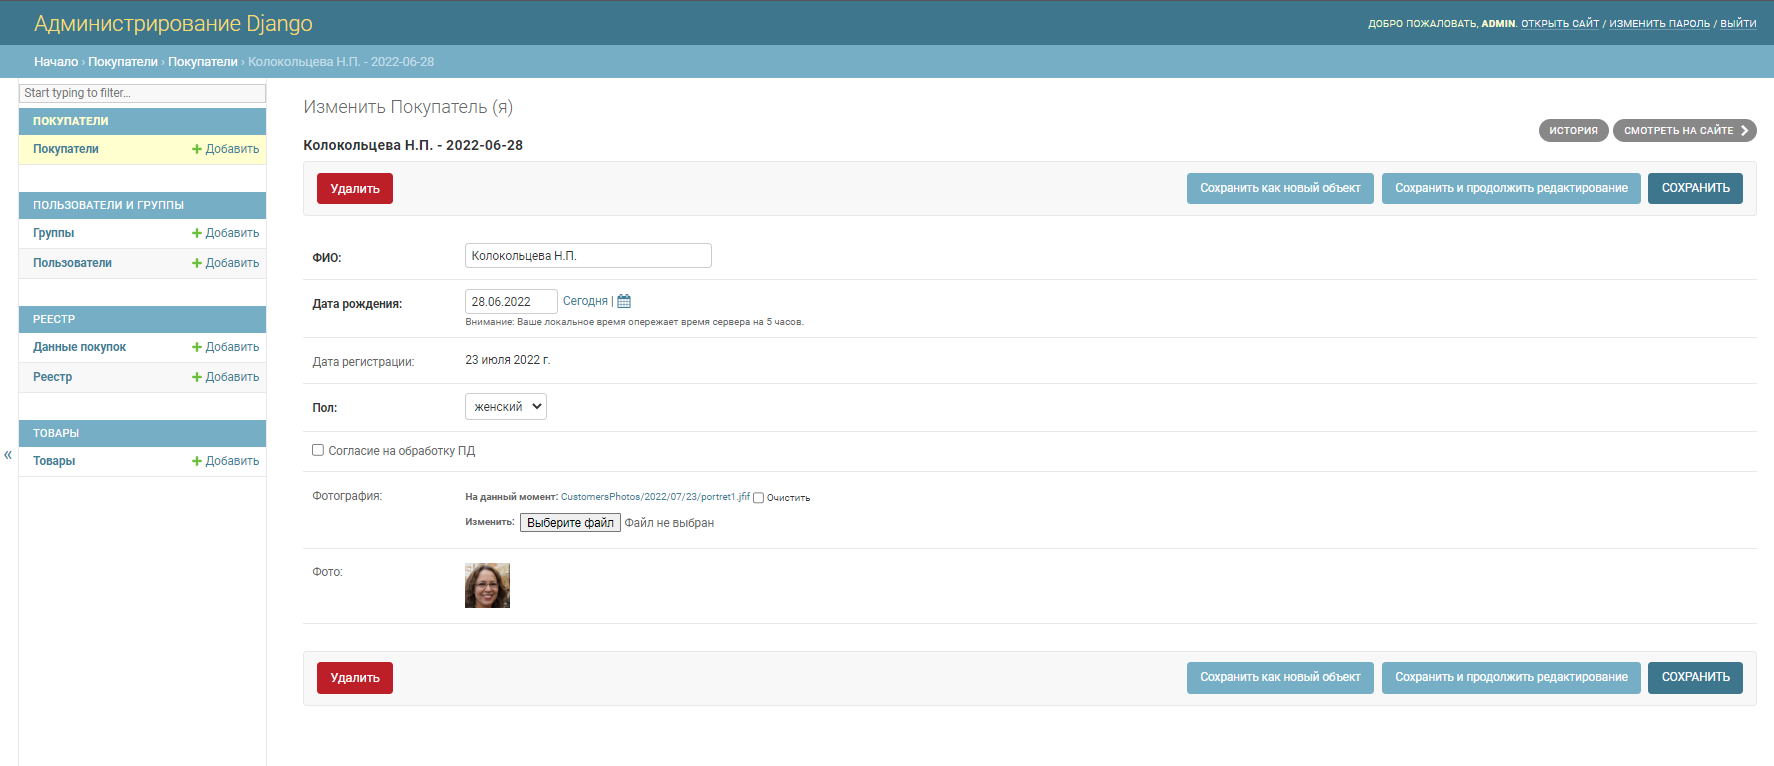 Администрирование Django
ДОБРО ПОЖАЛОВАТЬ, ADMIN. ОТКРЫТЬ САЙТ / ИЗМЕНИТЬ ПАРОЛЬ / ВЫЙТИ
Начало › Покупатели › Покупатели › Колокольцева Н.П. - 2022-06-28
Start typing to filter...
ПОКУПАТЕЛИ
Покупатели + Добавить
ПОЛЬЗОВАТЕЛИ И ГРУППЫ
Группы + Добавить
Пользователи + Добавить
РЕЕСТР
Данные покупок + Добавить
Реестр + Добавить
ТОВАРЫ
Товары + Добавить
«
Изменить Покупатель (я)
ИСТОРИЯ СМОТРЕТЬ НА САЙТЕ
Колокольцева Н.П. - 2022-06-28
Удалить Сохранить как новый объект Сохранить и продолжить редактирование СОХРАНИТЬ
ФИО: Колокольцева Н.П.
Дата рождения: 28.06.2022 Сегодня |
Внимание: Ваше локальное время опережает время сервера на 5 часов.
Дата регистрации: 23 июля 2022 г.
Пол: женский
Согласие на обработку ПД
Фотография: На данный момент: CustomersPhotos/2022/07/23/portret1.jfif Очистить
Изменить: Выберите файл Файл не выбран
Фото:
Удалить Сохранить как новый объект Сохранить и продолжить редактирование СОХРАНИТЬ